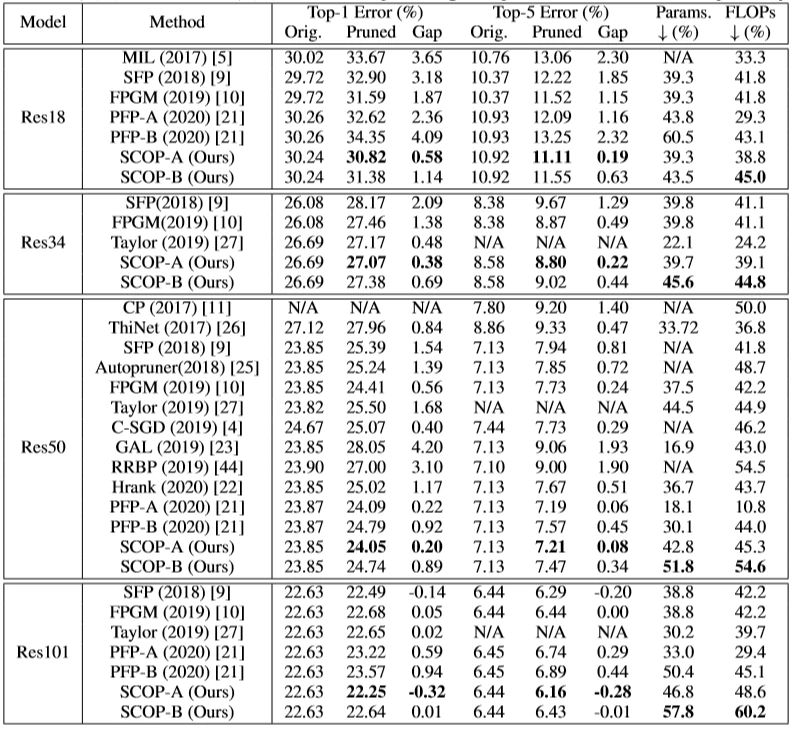 Model Method Top-1 Error (%) Top-5 Error (%) Params. FLOPs
Orig. Pruned Gap Orig. Pruned Gap ↓ (%) ↓ (%)
MIL (2017) [5] 30.02 33.67 3.65 10.76 13.06 2.30 N/A 33.3
SFP (2018) [9] 29.72 32.90 3.18 10.37 12.22 1.85 39.3 41.8
FPGM (2019) [10] 29.72 31.59 1.87 10.37 11.52 1.15 39.3 41.8
Res18 PFP-A (2020) [21] 30.26 32.62 2.36 10.93 12.09 1.16 43.8 29.3
PFP-B (2020) [21] 30.26 34.35 4.09 10.93 13.25 2.32 60.5 43.1
SCOP-A (Ours) 30.24 30.82 0.58 10.92 11.11 0.19 39.3 38.8
SCOP-B (Ours) 30.24 31.38 1.14 10.92 11.55 0.63 43.5 45.0
SFP(2018) [9] 26.08 28.17 2.09 8.38 9.67 1.29 39.8 41.1
FPGM(2019) [10] 26.08 27.46 1.38 8.38 8.87 0.49 39.8 41.1
Res34 Taylor (2019) [27] 26.69 27.17 0.48 N/A N/A N/A 22.1 24.2
SCOP-A (Ours) 26.69 27.07 0.38 8.58 8.80 0.22 39.7 39.1
SCOP-B (Ours) 26.69 27.38 0.69 8.58 9.02 0.44 45.6 44.8
CP (2017) [11] N/A N/A N/A 7.80 9.20 1.40 N/A 50.0
ThiNet (2017) [26] 27.12 27.96 0.84 8.86 9.33 0.47 33.72 36.8
SFP (2018) [9] 23.85 25.39 1.54 7.13 7.94 0.81 N/A 41.8
Autopruner(2018) [25] 23.85 25.24 1.39 7.13 7.85 0.72 N/A 48.7
FPGM (2019) [10] 23.85 24.41 0.56 7.13 7.73 0.24 37.5 42.2
Taylor (2019) [27] 23.82 25.50 1.68 N/A N/A N/A 44.5 44.9
C-SGD (2019) [4] 24.67 25.07 0.40 7.44 7.73 0.29 N/A 46.2
Res50 GAL (2019) [23] 23.85 28.05 4.20 7.13 9.06 1.93 16.9 43.0
RRBP (2019) [44] 23.90 27.00 3.10 7.10 9.00 1.90 N/A 54.5
Hrank (2020) [22] 23.85 25.02 1.17 7.13 7.67 0.51 36.7 43.7
PFP-A (2020) [21] 23.87 24.09 0.22 7.13 7.19 0.06 18.1 10.8
PFP-B (2020) [21] 23.87 24.79 0.92 7.13 7.57 0.45 30.1 44.0
SCOP-A (Ours) 23.85 24.05 0.20 7.13 7.21 0.08 42.8 45.3
SCOP-B (Ours) 23.85 24.74 0.89 7.13 7.47 0.34 51.8 54.6
SFP (2018) [9] 22.63 22.49 -0.14 6.44 6.29 -0.20 38.8 42.2
FPGM (2019) [10] 22.63 22.68 0.05 6.44 6.44 0.00 38.8 42.2
Taylor (2019) [27] 22.63 22.65 0.02 N/A N/A N/A 30.2 39.7
Res101 PFP-A (2020) [21] 22.63 23.22 0.59 6.45 6.74 0.29 33.0 29.4
PFP-B (2020) [21] 22.63 23.57 0.94 6.45 6.89 0.44 50.4 45.1
SCOP-A (Ours) 22.63 22.25 -0.32 6.44 6.16 -0.28 46.8 48.6
SCOP-B (Ours) 22.63 22.64 0.01 6.44 6.43 -0.01 57.8 60.2